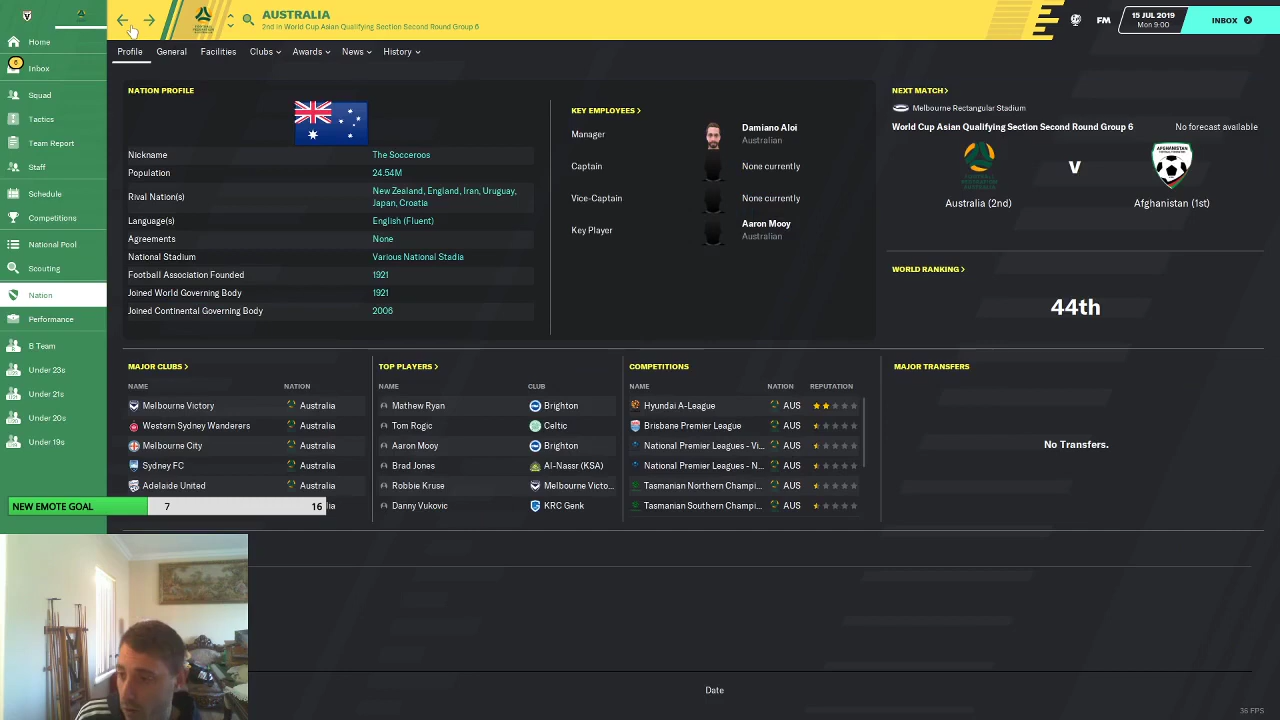 AUSTRALIA
2nd in World Cup Asian Qualifying Section Second Round Group 6
FM
15 JUL 2019
Mon 9:00
INBOX
Home
6
Inbox
Squad
Tactics
Team Report
Staff
Schedule
Competitions
National Pool
Scouting
Nation
Performance
B Team
Under 23s
Under 21s
Under 20s
Under 19s
Profile
General
Facilities
Clubs
Awards
News
History
NATION PROFILE
Nickname The Socceroos
Population 24.54M
Rival Nation(s) New Zealand, England, Iran, Uruguay,
Japan, Croatia
Language(s) English (Fluent)
Agreements None
National Stadium Various National Stadia
Football Association Founded 1921
Joined World Governing Body 1921
Joined Continental Governing Body 2006
KEY EMPLOYEES
Manager Damiano Aloi
Australian
Captain None currently
Vice-Captain None currently
Key Player Aaron Mooy
Australian
NEXT MATCH
Melbourne Rectangular Stadium
World Cup Asian Qualifying Section Second Round Group 6 No forecast available
V
Australia (2nd) Afghanistan (1st)
WORLD RANKING
44th
MAJOR CLUBS
NAME NATION
Melbourne Victory Australia
Western Sydney Wanderers Australia
Melbourne City Australia
Sydney FC Australia
Adelaide United Australia
TOP PLAYERS
NAME CLUB
Mathew Ryan Brighton
Tom Rogic Celtic
Aaron Mooy Brighton
Brad Jones Al-Nassr (KSA)
Robbie Kruse Melbourne Victo...
Danny Vukovic KRC Genk
COMPETITIONS
NAME NATION REPUTATION
Hyundai A-League AUS
Brisbane Premier League AUS
National Premier Leagues - Vi... AUS
National Premier Leagues - N... AUS
Tasmanian Northern Champi... AUS
Tasmanian Southern Champi... AUS
MAJOR TRANSFERS
No Transfers.
NEW EMOTE GOAL 7 16
Date
36 FPS